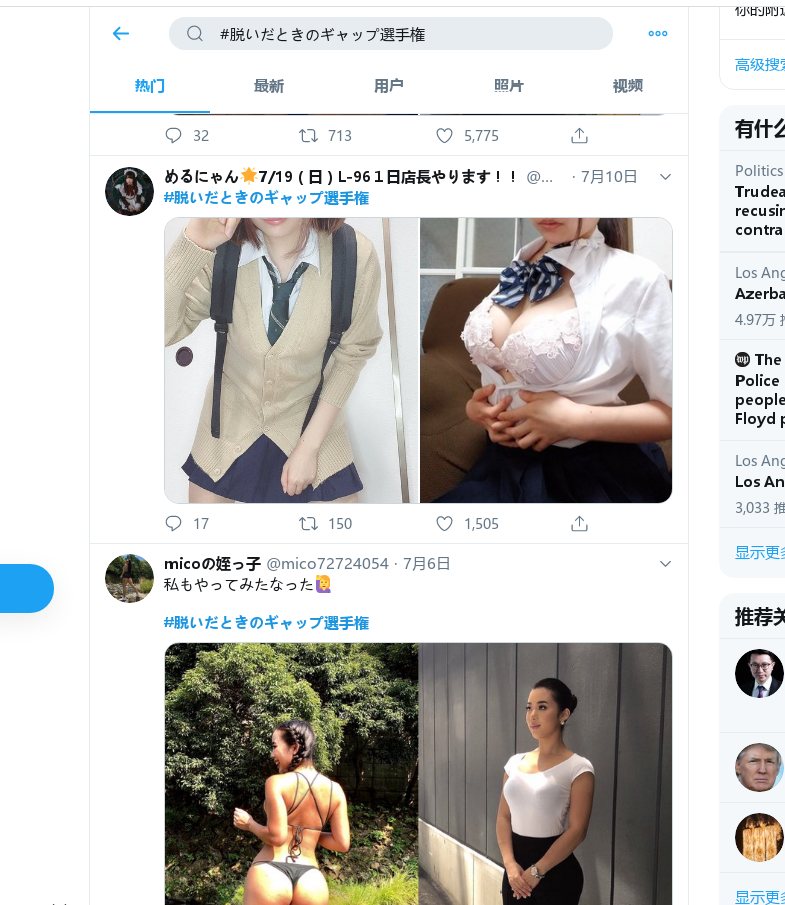 #脱いだときのギャップ選手権
热门 最新 用户 照片 视频
32 713 5,775
めるにゃん🌟7/19 ( 日 ) L-96１日店長やります！！ @... · 7月10日
#脱いだときのギャップ選手権
17 150 1,505
micoの姪っ子 @mico72724054 · 7月6日
私もやってみたなった🙋
#脱いだときのギャップ選手権
高级搜索
有什么
Politics
Trudea
recusin
contra
Los Ang
Azerba
4.97万 推
The
Police
people
Floyd p
Los Ang
Los An
3,033 推
显示更多
推荐关
显示更多